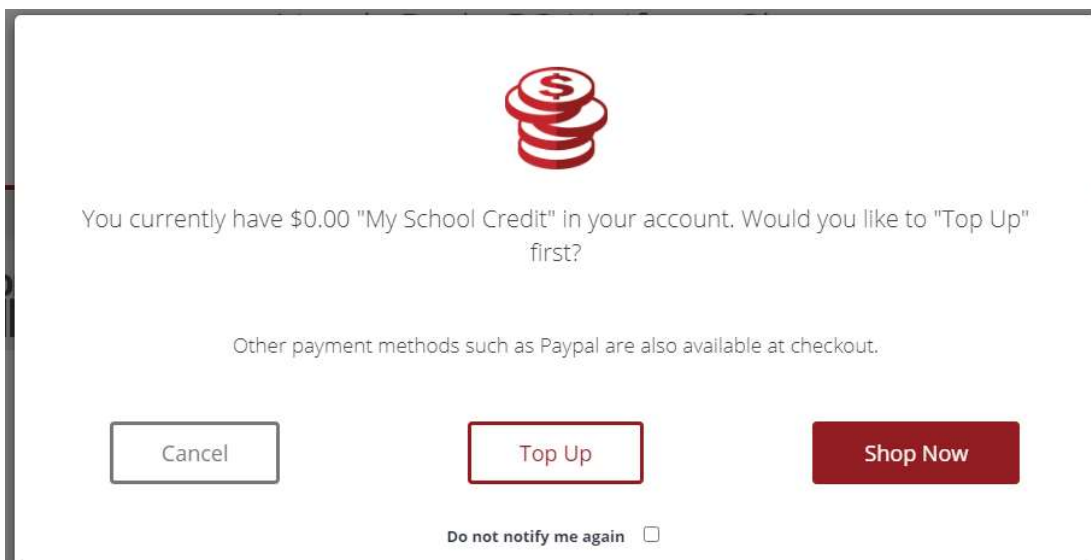 $
You currently have $0.00 "My School Credit" in your account. Would you like to "Top Up"
first?
Other payment methods such as Paypal are also available at checkout.
Cancel
Top Up
Shop Now
Do not notify me again